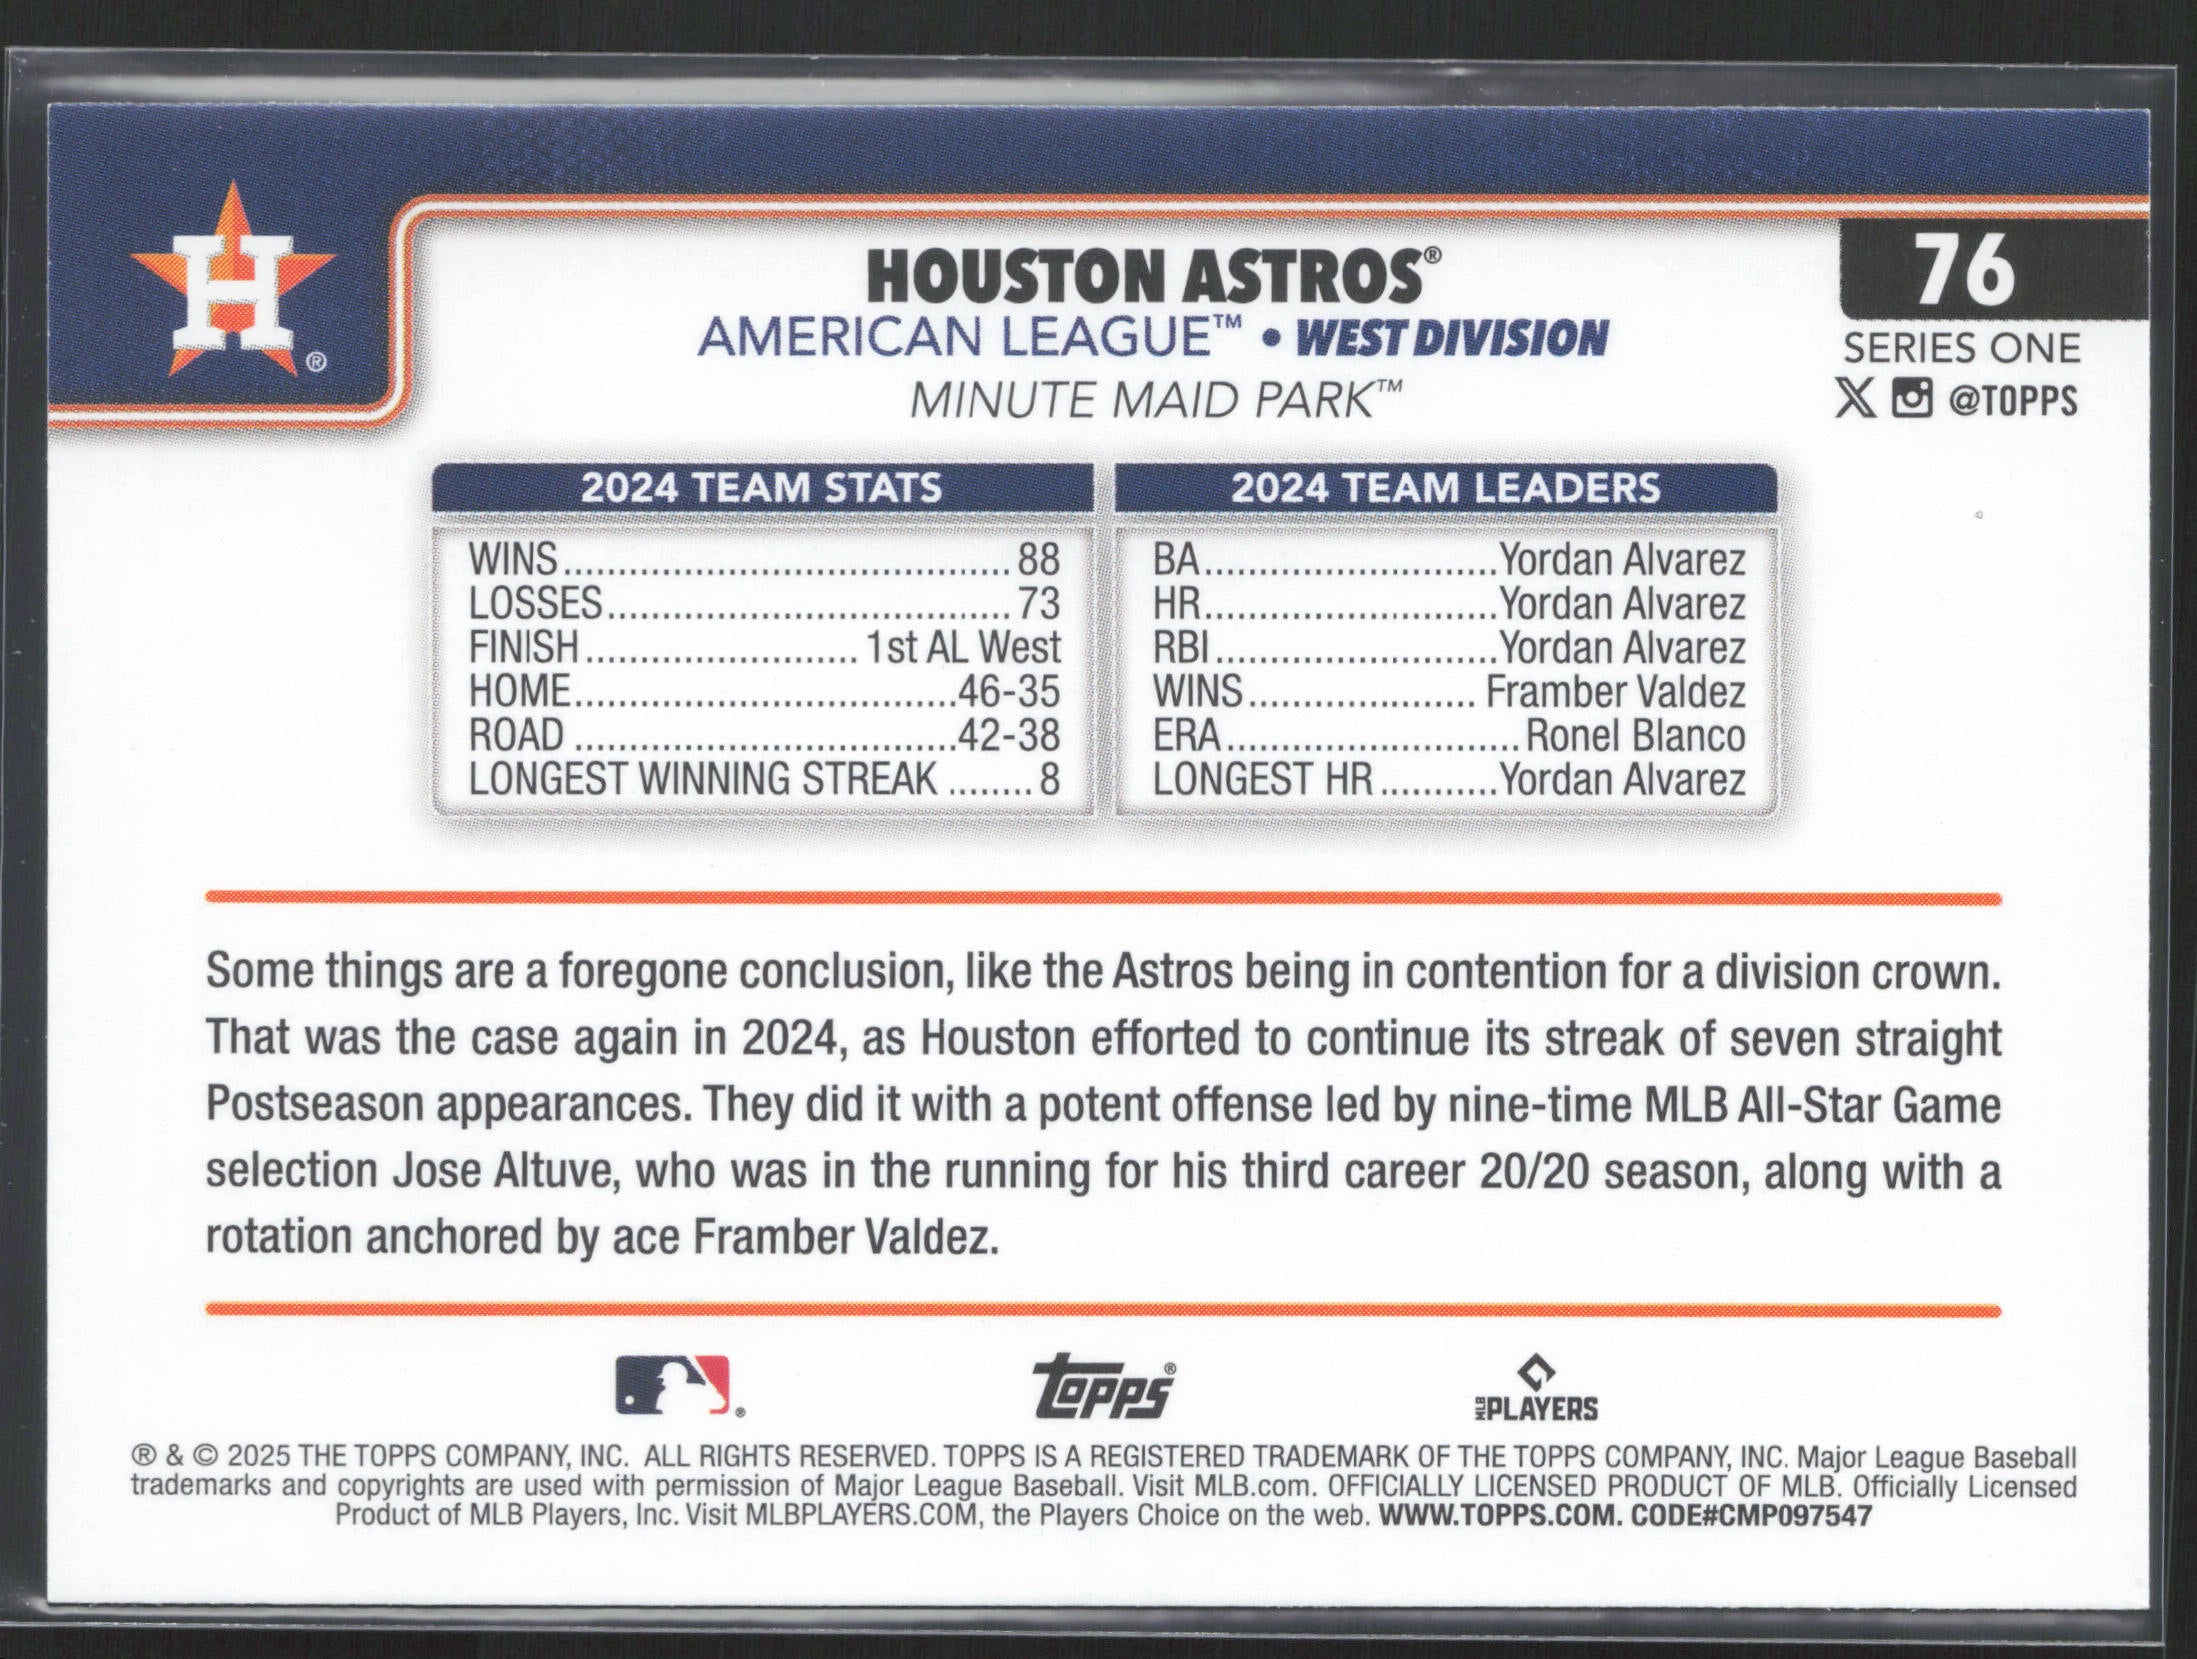 H®
HOUSTON ASTROS®
AMERICAN LEAGUE™ • WEST DIVISION
MINUTE MAID PARK™
76
SERIES ONE
X @TOPPS
2024 TEAM STATS
WINS........................................ 88
LOSSES..................................... 73
FINISH......................... 1st AL West
HOME...................................46-35
ROAD ...................................42-38
LONGEST WINNING STREAK ........ 8
2024 TEAM LEADERS
BA...........................Yordan Alvarez
HR...........................Yordan Alvarez
RBI..........................Yordan Alvarez
WINS..................... Framber Valdez
ERA...........................Ronel Blanco
LONGEST HR...........Yordan Alvarez
Some things are a foregone conclusion, like the Astros being in contention for a division crown.
That was the case again in 2024, as Houston efforted to continue its streak of seven straight
Postseason appearances. They did it with a potent offense led by nine-time MLB All-Star Game
selection Jose Altuve, who was in the running for his third career 20/20 season, along with a
rotation anchored by ace Framber Valdez.
®
topps®
MLB PLAYERS
® & © 2025 THE TOPPS COMPANY, INC. ALL RIGHTS RESERVED. TOPPS IS A REGISTERED TRADEMARK OF THE TOPPS COMPANY, INC. Major League Baseball
trademarks and copyrights are used with permission of Major League Baseball. Visit MLB.com. OFFICIALLY LICENSED PRODUCT OF MLB. Officially Licensed
Product of MLB Players, Inc. Visit MLBPLAYERS.COM, the Players Choice on the web. WWW.TOPPS.COM. CODE#CMP097547